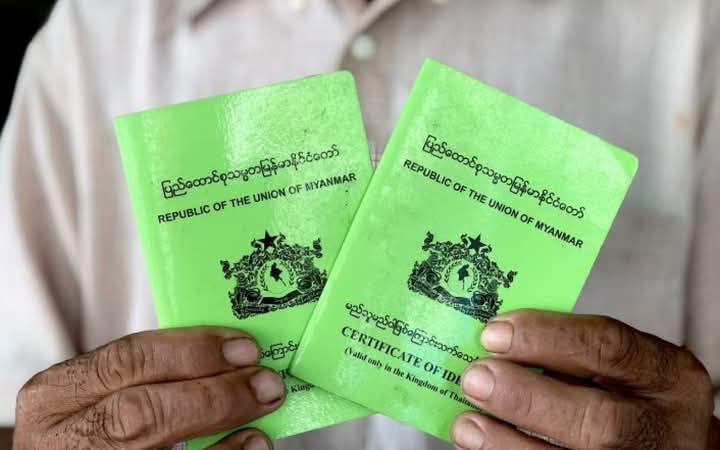 ပြည်ထောင်စုသမ္မတမြန်မာနိုင်ငံတော်
REPUBLIC OF THE UNION OF MYANMAR
ပြည်ထောင်စုသမ္မတမြန်မာနိုင်ငံတော်
REPUBLIC OF THE UNION OF MYANMAR
CERTIFICATE OF
(Valid only in the Kingdom of